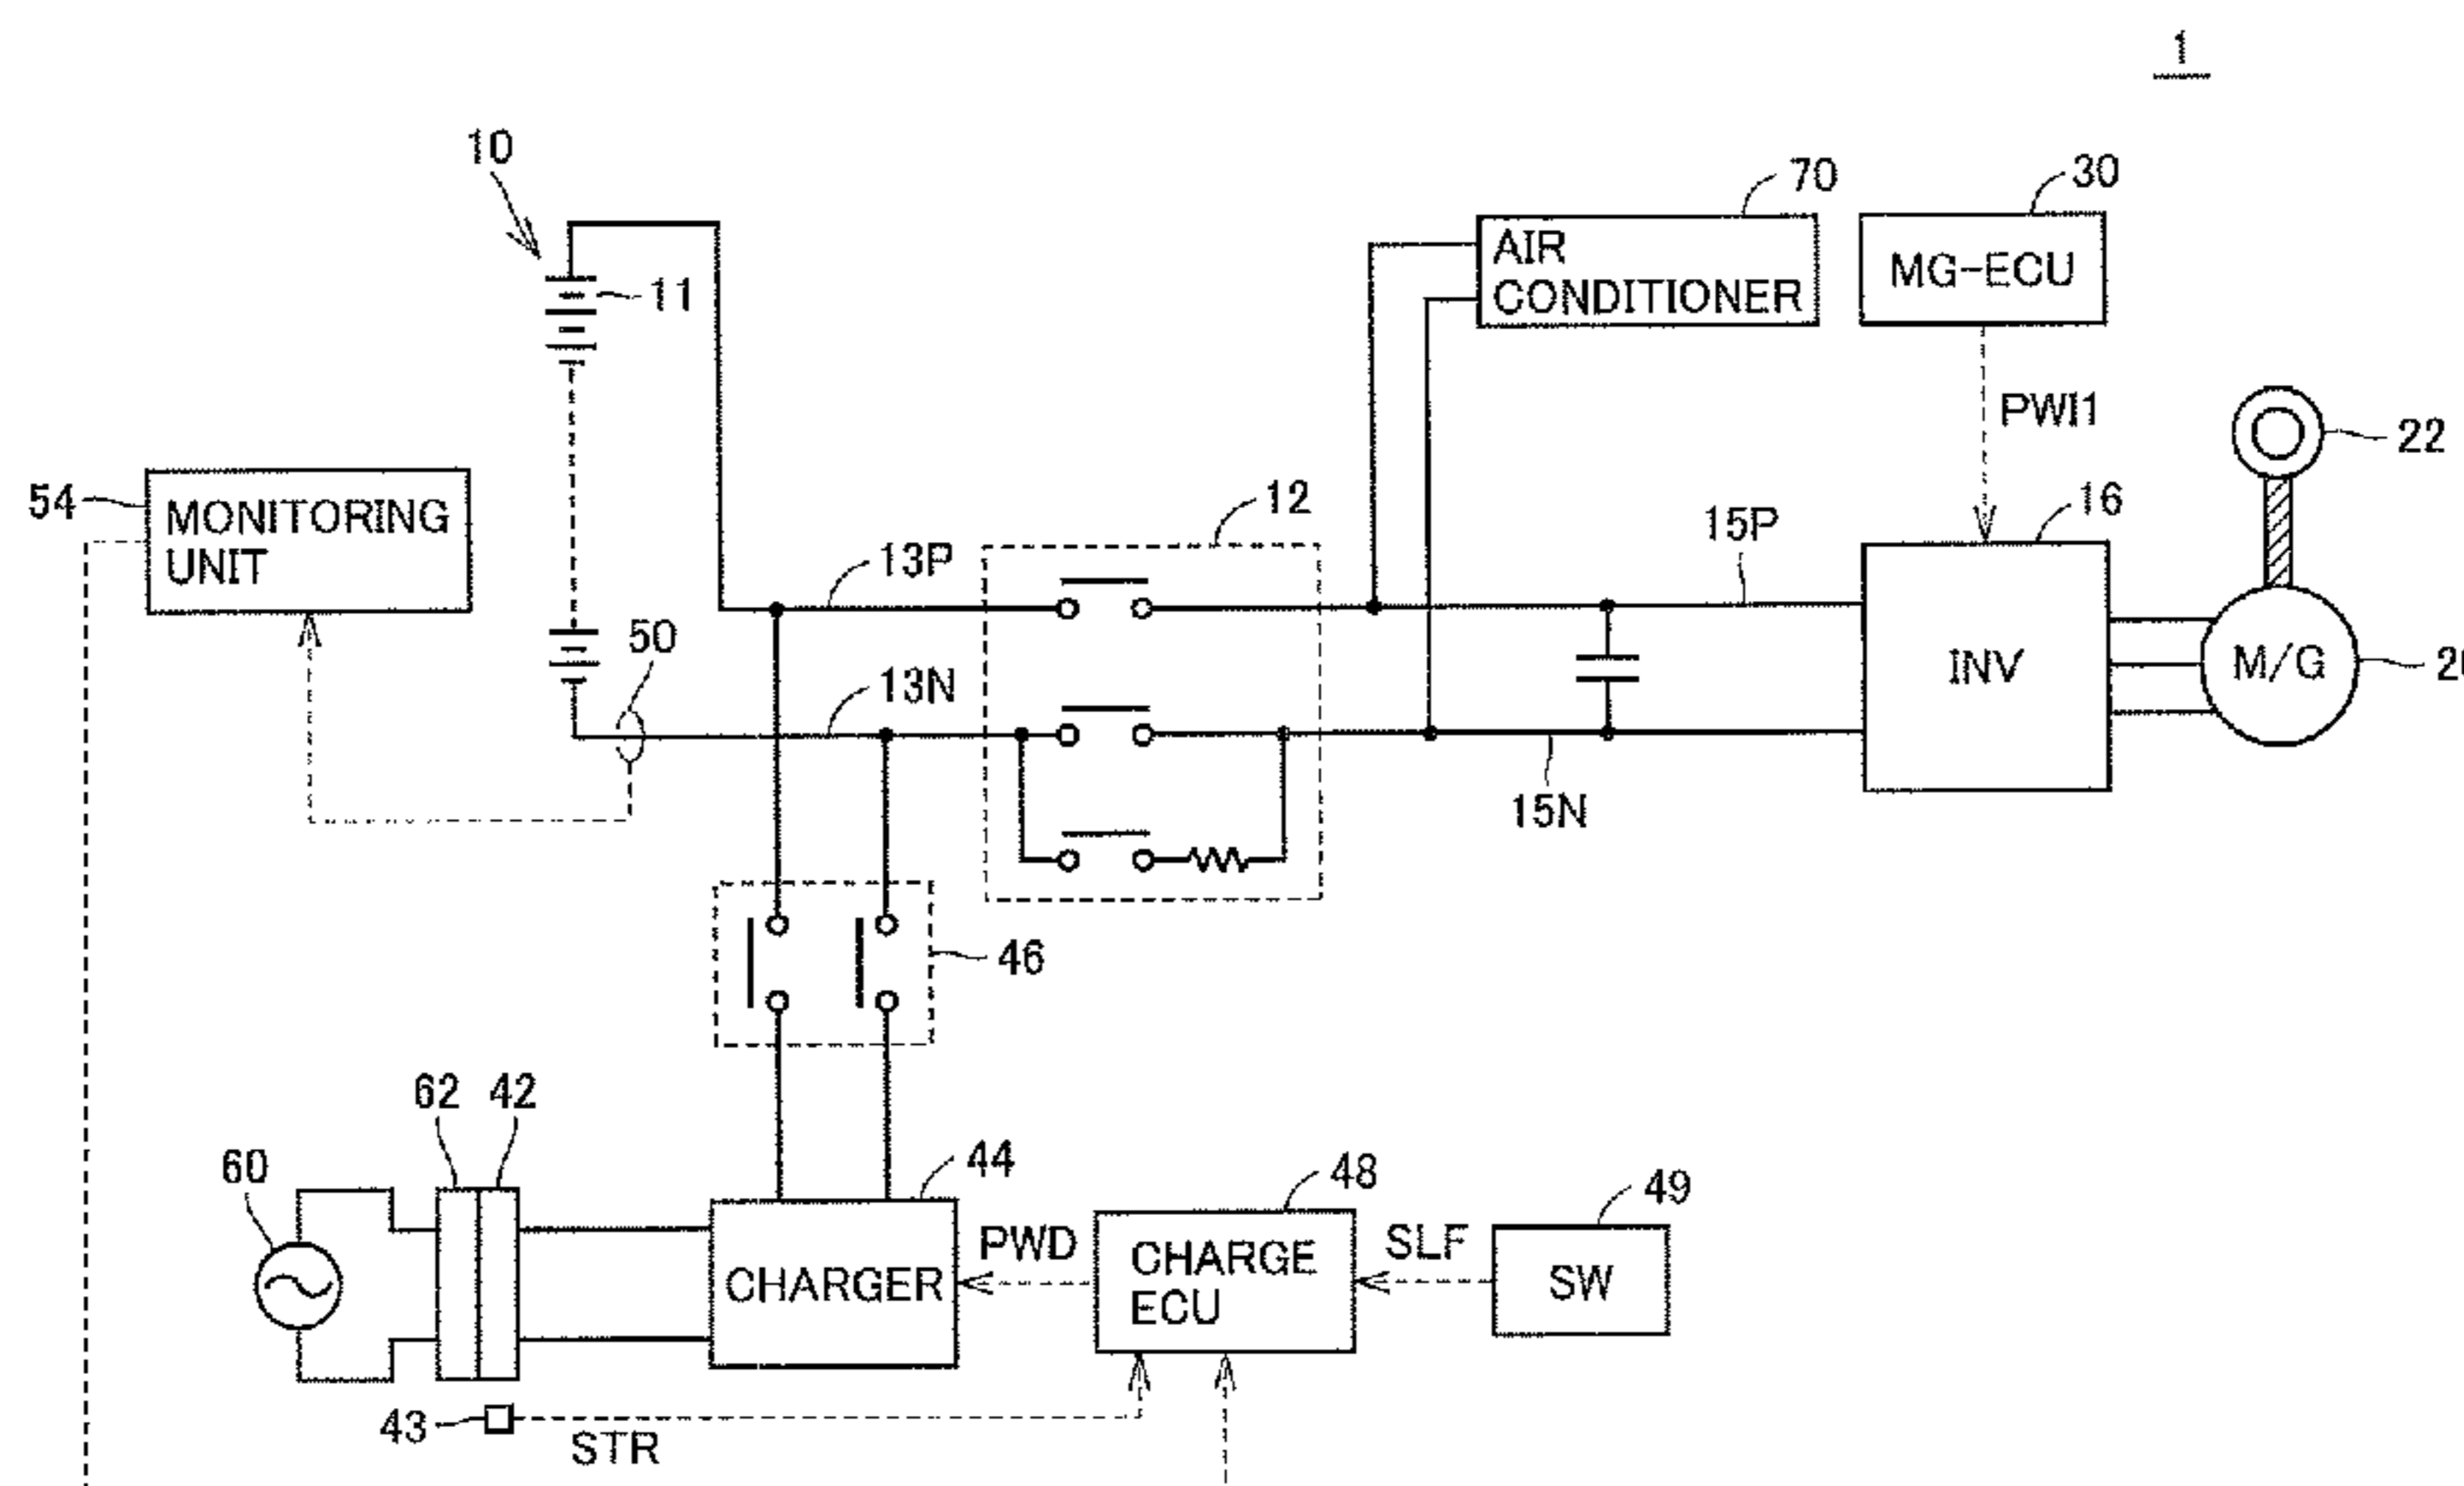 1
10
70
30
AIR
CONDITIONER
MG-ECU
11
PWI1
22
54
MONITORING
UNIT
12
16
15P
13P
50
INV
M/G
13N
15N
46
62
42
60
44
48
49
PWD
SLF
CHARGER
CHARGE
ECU
SW
43
STR